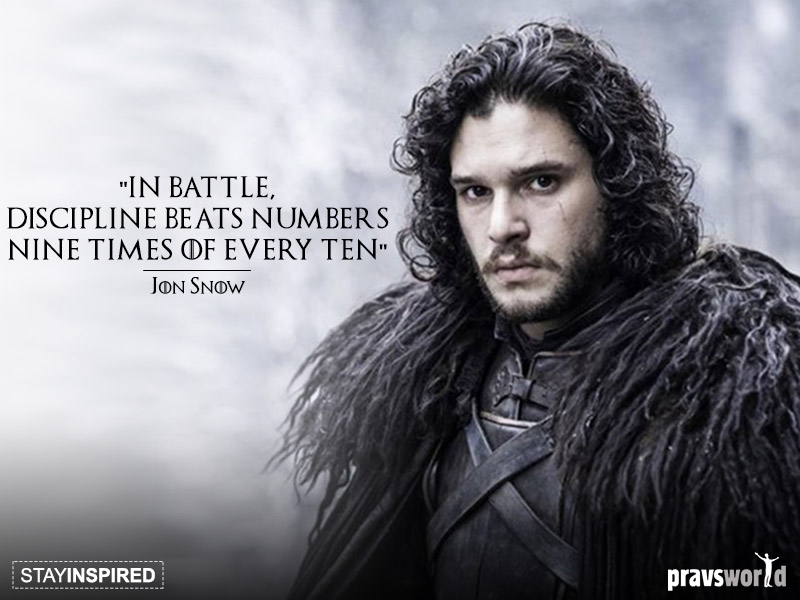 "IN BATTLE,
DISCIPLINE BEATS NUMBERS
NINE TIMES OF EVERY TEN"
JON SNOW
STAYINSPIRED
pravsworld